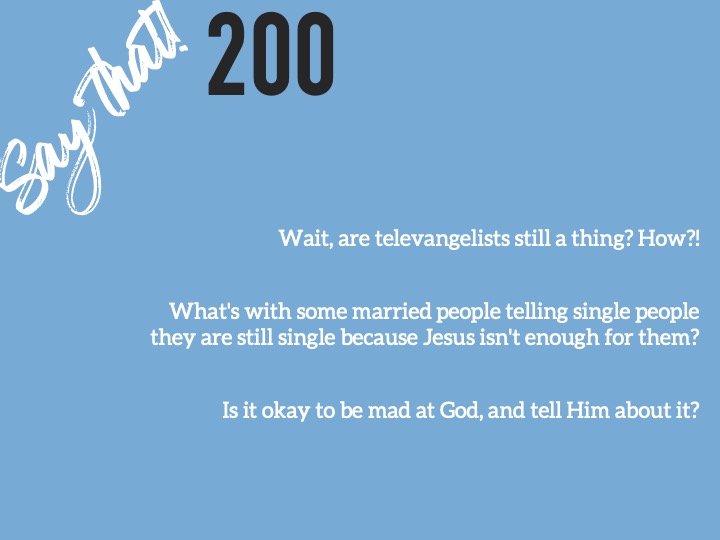 Say that!
200
Wait, are televangelists still a thing? How?!
What's with some married people telling single people
they are still single because Jesus isn't enough for them?
Is it okay to be mad at God, and tell Him about it?